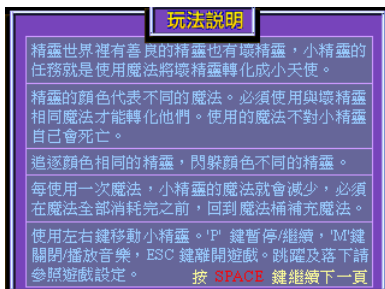 玩法説明
精靈世界裡有善良的精靈也有壞精靈，小精靈的
任務就是使用魔法將壞精靈轉化成小天使。
精靈的顏色代表不同的魔法。必須使用與壞精靈
相同魔法才能轉化他們。使用的魔法不對小精靈
自己會死亡。
追逐顏色相同的精靈，閃躲顏色不同的精靈。
每使用一次魔法，小精靈的魔法就會減少，必須
在魔法全部消耗完之前，回到魔法桶補充魔法。
使用左右鍵移動小精靈。'P' 鍵暫停/繼續，'M'鍵
關閉/播放音樂，ESC 鍵離開遊戲。跳躍及落下請
參照遊戲設定。
按 SPACE 鍵繼續下一頁